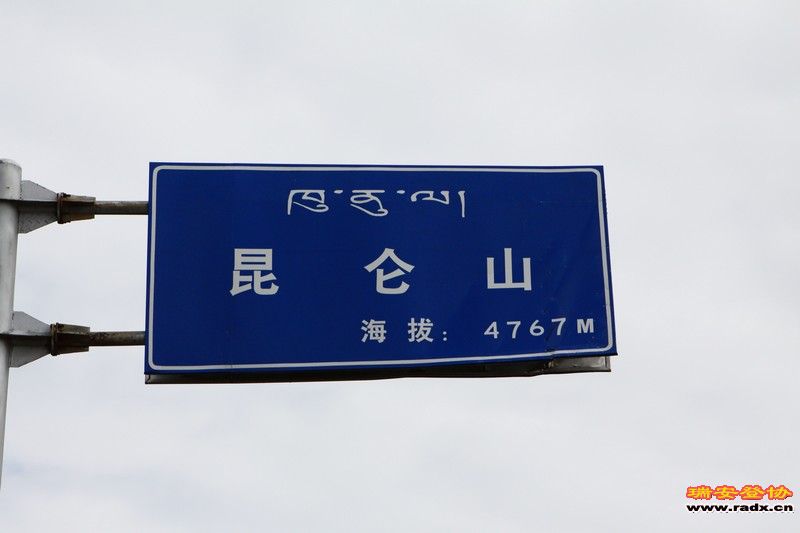 ཁུ་ནུ་ལ།
昆仑山
海拔: 4767M
瑞安登协
www.radx.cn